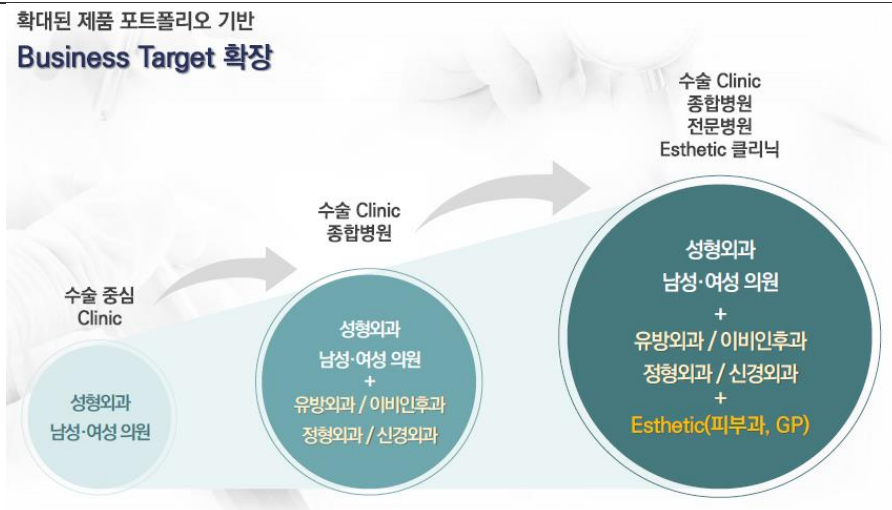 확대된 제품 포트폴리오 기반
Business Target 확장
수술 중심
Clinic
성형외과
남성·여성 의원
수술 Clinic
종합병원
성형외과
남성·여성 의원
+
유방외과 / 이비인후과
정형외과 / 신경외과
수술 Clinic
종합병원
전문병원
Esthetic 클리닉
성형외과
남성·여성 의원
+
유방외과 / 이비인후과
정형외과 / 신경외과
+
Esthetic(피부과, GP)